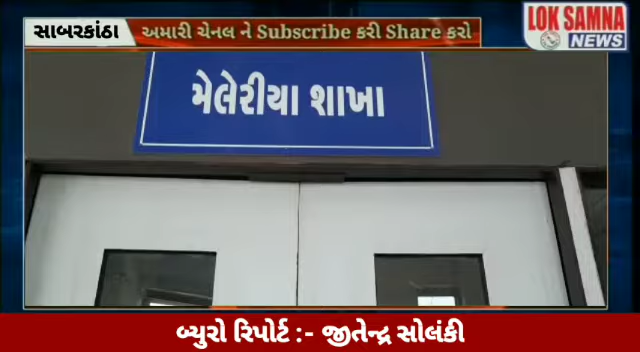 સાબરકાંઠા
અમારી ચેનલ ને Subscribe કરી Share કરો
LOK SAMNA
NEWS
મેલેરીયા શાખા
બ્યુરો રિપોર્ટ :- જીતેન્દ્ર સોલંકી